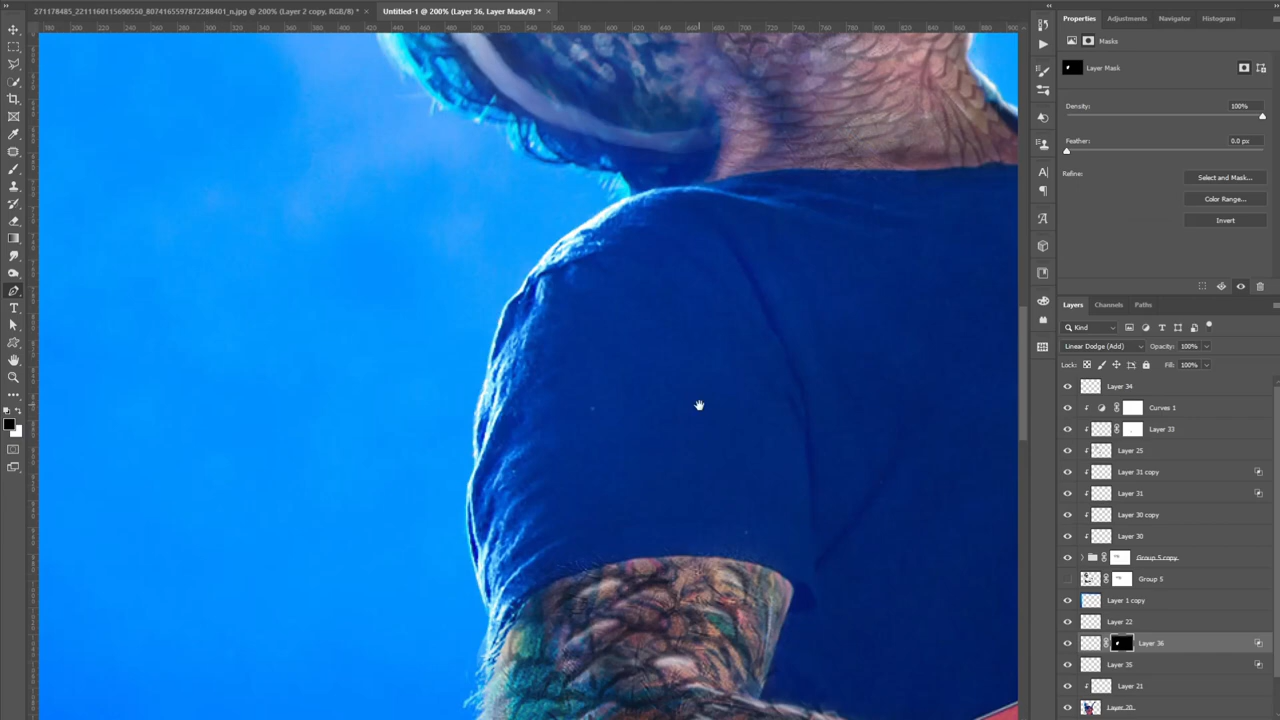 271178485_2211160115690550_8074165597872288401_n.jpg @ 200% (Layer 2 copy, RGB/8) * ×
Untitled-1 @ 200% (Layer 36, Layer Mask/8) * ×
Properties Adjustments Navigator Histogram
Masks
Layer Mask
Density: 100%
Feather: 0.0 px
Refine: Select and Mask...
Color Range...
Invert
Layers Channels Paths
Kind
Linear Dodge (Add) Opacity: 100%
Lock: Fill: 100%
Layer 34
Curves 1
Layer 33
Layer 25
Layer 31 copy
Layer 31
Layer 30 copy
Layer 30
Group 5 copy
Group 5
Layer 1 copy
Layer 22
Layer 36
Layer 35
Layer 21
Layer 20